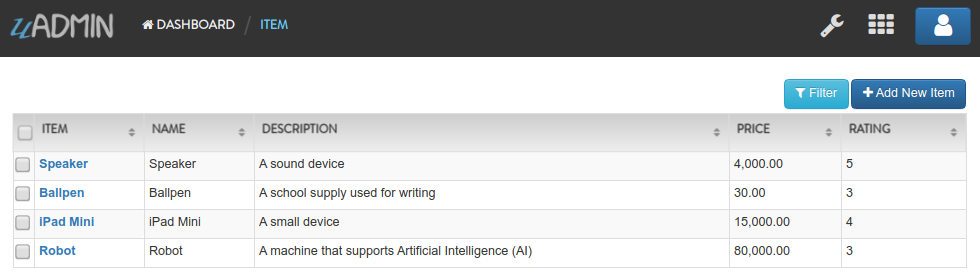 uADMIN DASHBOARD / ITEM
Filter Add New Item
ITEM NAME DESCRIPTION PRICE RATING
Speaker Speaker A sound device 4,000.00 5
Ballpen Ballpen A school supply used for writing 30.00 3
iPad Mini iPad Mini A small device 15,000.00 4
Robot Robot A machine that supports Artificial Intelligence (AI) 80,000.00 3